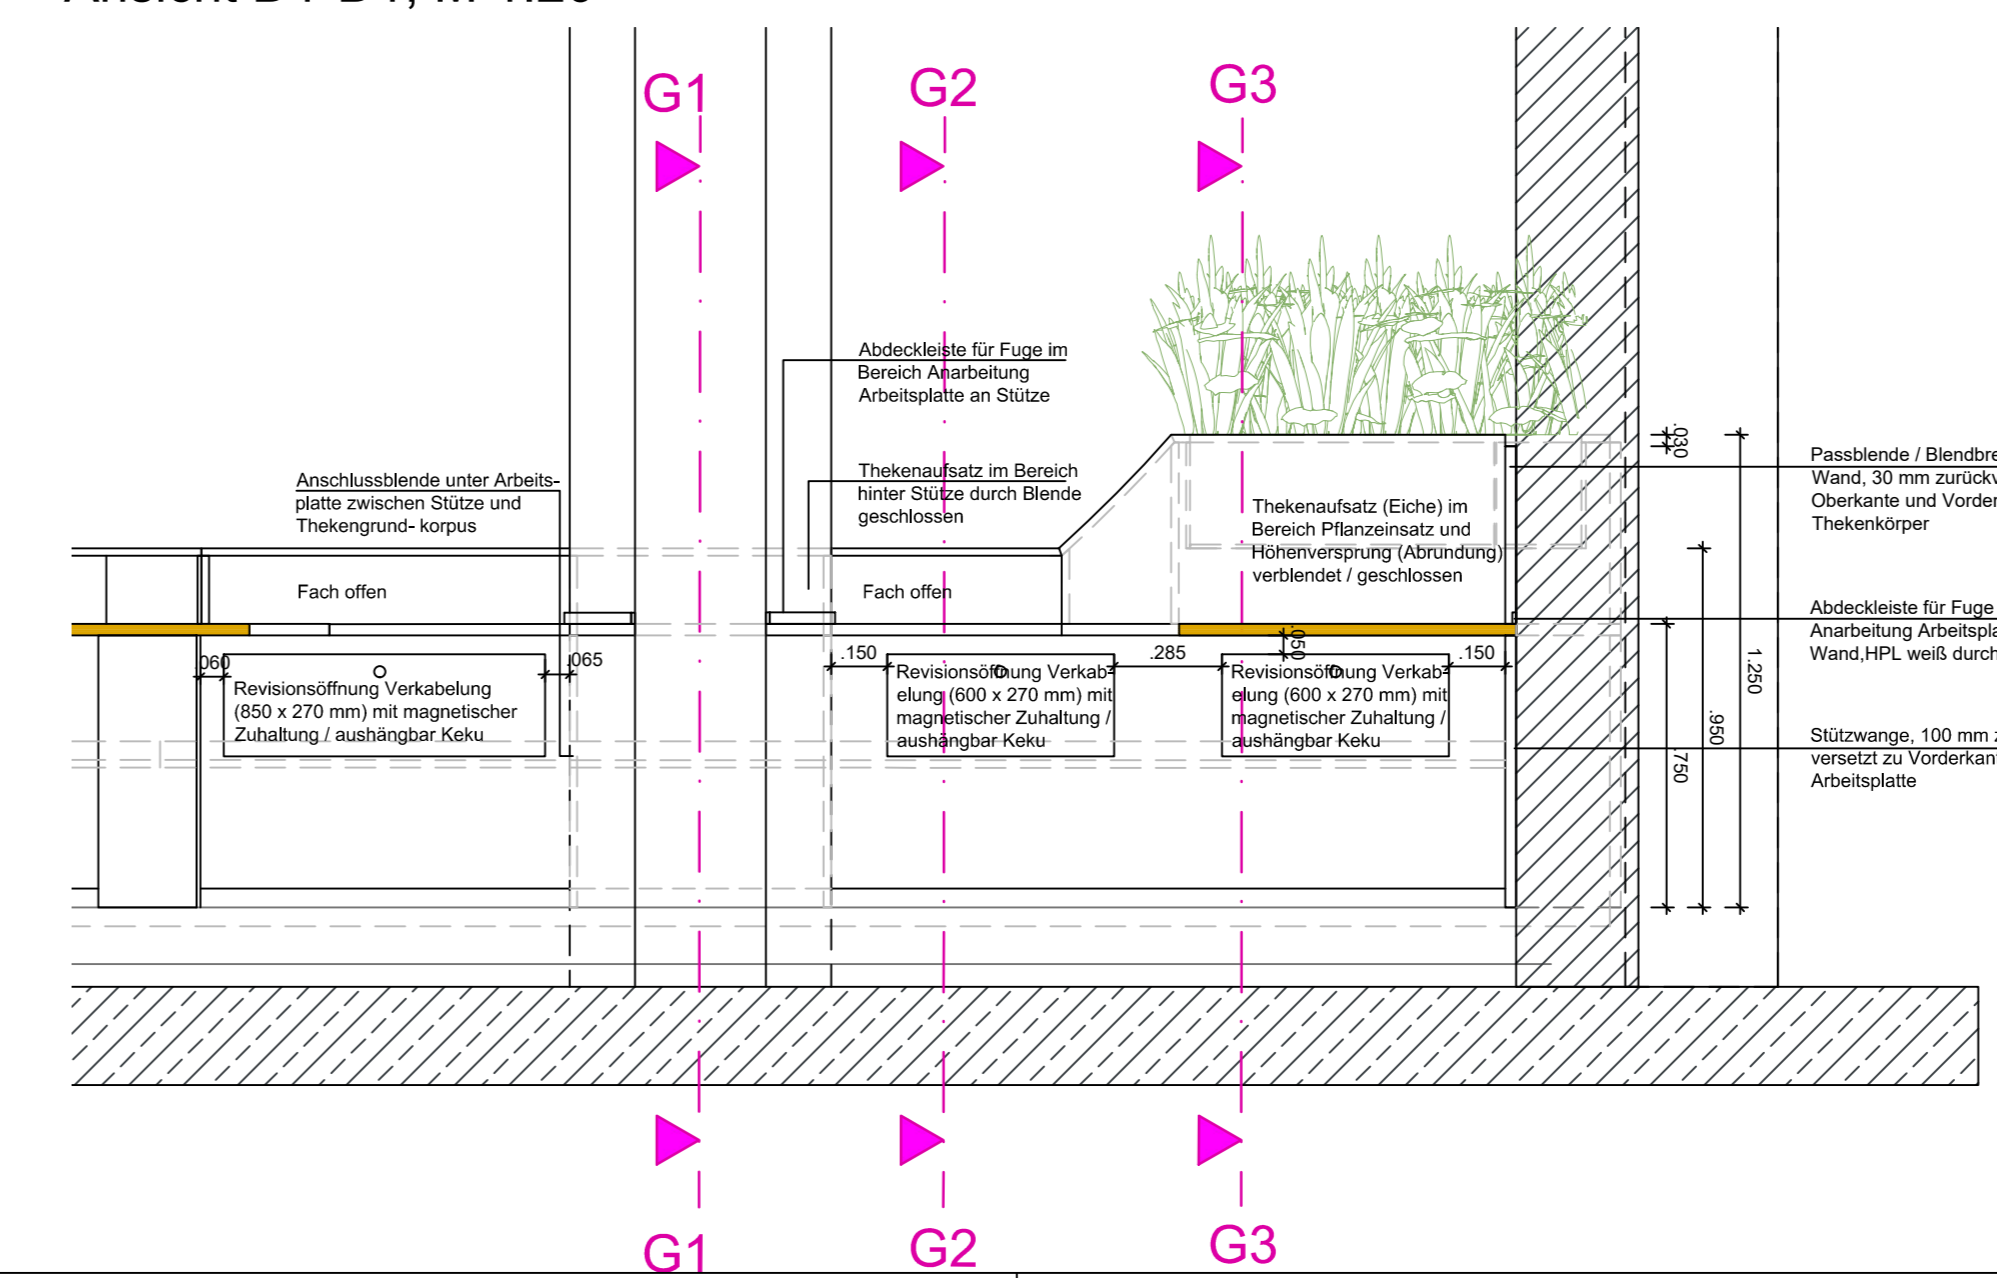 G1
G2
G3
Abdeckleiste für Fuge im
Bereich Anarbeitung
Arbeitsplatte an Stütze
Anschlussblende unter Arbeits-
platte zwischen Stütze und
Thekengrund- korpus
Thekenaufsatz im Bereich
hinter Stütze durch Blende
geschlossen
Thekenaufsatz (Eiche) im
Bereich Pflanzeinsatz und
Höhenversprung (Abrundung)
verblendet / geschlossen
.030
Passblende / Blendbre
Wand, 30 mm zurückv
Oberkante und Vorder
Thekenkörper
Fach offen
Fach offen
Abdeckleiste für Fuge
Anarbeitung Arbeitspla
Wand,HPL weiß durch
.060
.065
.150
.285
.050
.150
Revisionsöffnung Verkabelung
(850 x 270 mm) mit magnetischer
Zuhaltung / aushängbar Keku
Revisionsöffnung Verkab-
elung (600 x 270 mm) mit
magnetischer Zuhaltung /
aushängbar Keku
Revisionsöffnung Verkab-
elung (600 x 270 mm) mit
magnetischer Zuhaltung /
aushängbar Keku
.750
.950
1.250
Stützwange, 100 mm z
versetzt zu Vorderkan
Arbeitsplatte
G1
G2
G3